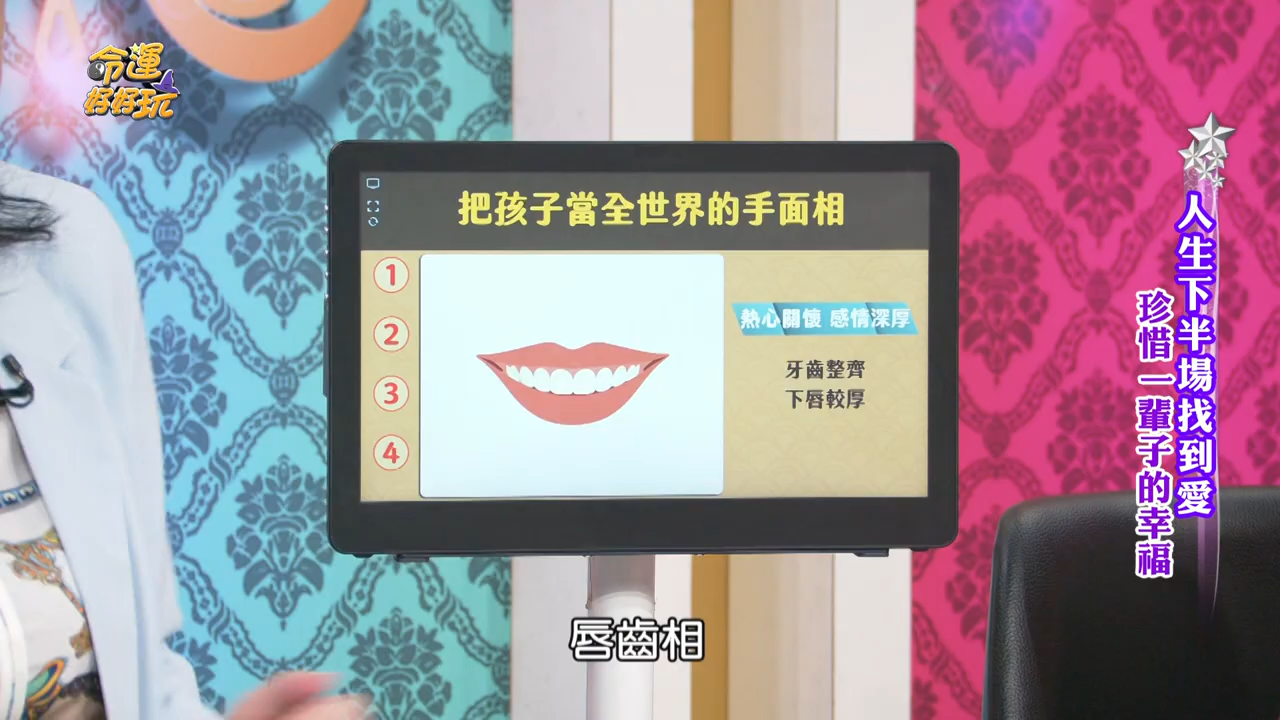 命運
好好玩
把孩子當全世界的手面相
1
2
3
4
熱心關懷 感情深厚
牙齒整齊
下唇較厚
人生下半場找到愛
珍惜一輩子的幸福
唇齒相